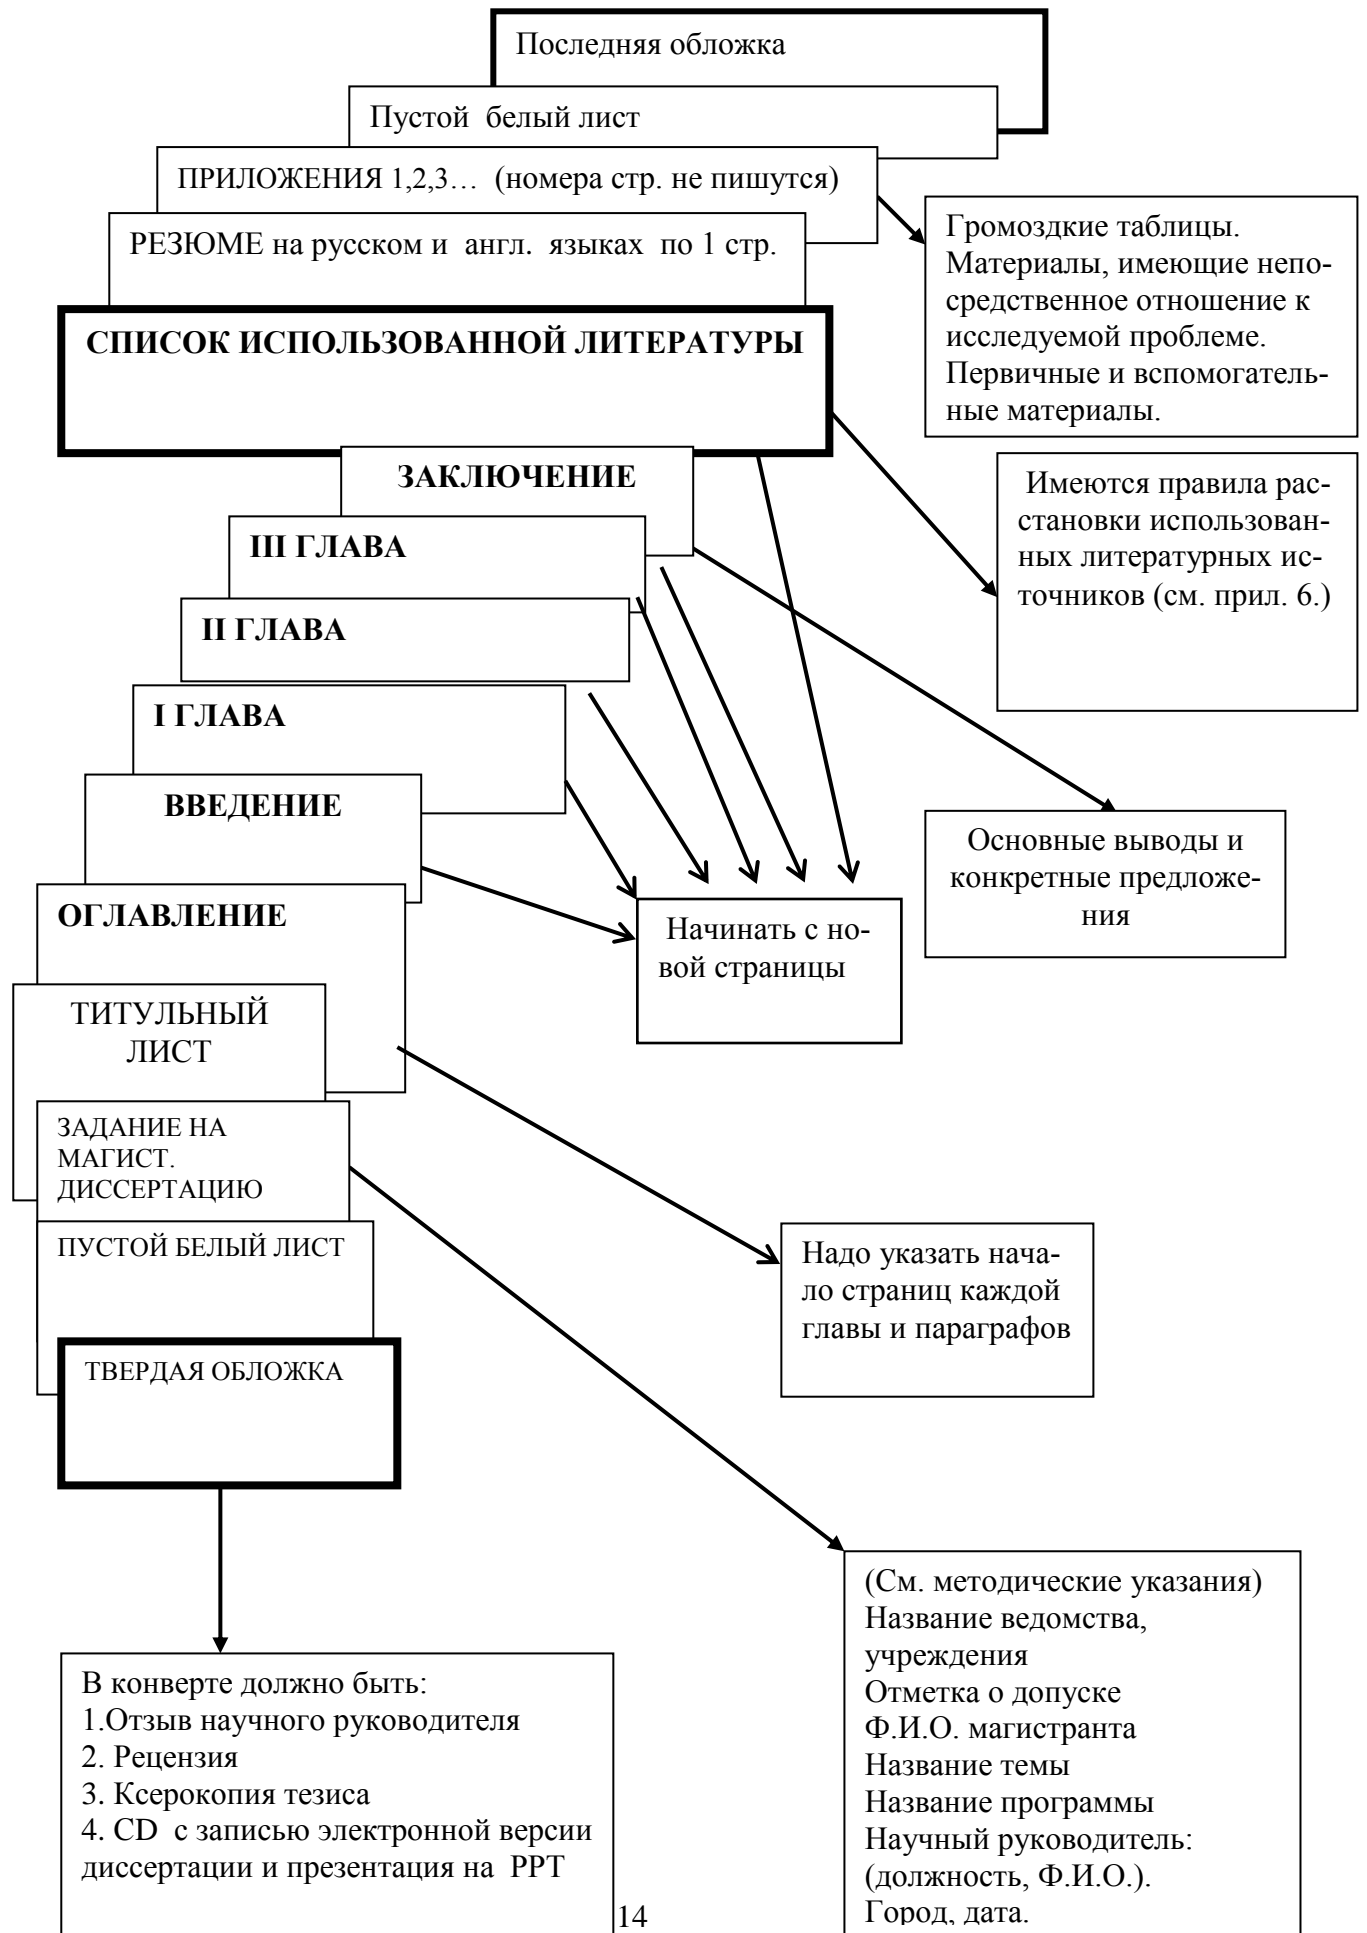 Последняя обложка
Пустой белый лист
ПРИЛОЖЕНИЯ 1,2,3… (номера стр. не пишутся)
РЕЗЮМЕ на русском и англ. языках по 1 стр.
Громоздкие таблицы.
Материалы, имеющие непо-
средственное отношение к
исследуемой проблеме.
Первичные и вспомогатель-
ные материалы.
СПИСОК ИСПОЛЬЗОВАННОЙ ЛИТЕРАТУРЫ
Имеются правила рас-
становки использован-
ных литературных ис-
точников (см. прил. 6.)
ЗАКЛЮЧЕНИЕ
III ГЛАВА
II ГЛАВА
I ГЛАВА
ВВЕДЕНИЕ
Основные выводы и
конкретные предложе-
ния
ОГЛАВЛЕНИЕ
Начинать с но-
вой страницы
ТИТУЛЬНЫЙ
ЛИСТ
ЗАДАНИЕ НА
МАГИСТ.
ДИССЕРТАЦИЮ
ПУСТОЙ БЕЛЫЙ ЛИСТ
Надо указать нача-
ло страниц каждой
главы и параграфов
ТВЕРДАЯ ОБЛОЖКА
(См. методические указания)
Название ведомства,
учреждения
Отметка о допуске
Ф.И.О. магистранта
Название темы
Название программы
Научный руководитель:
(должность, Ф.И.О.).
Город, дата.
В конверте должно быть:
1.Отзыв научного руководителя
2. Рецензия
3. Ксерокопия тезиса
4. CD с записью электронной версии
диссертации и презентация на PPT
14